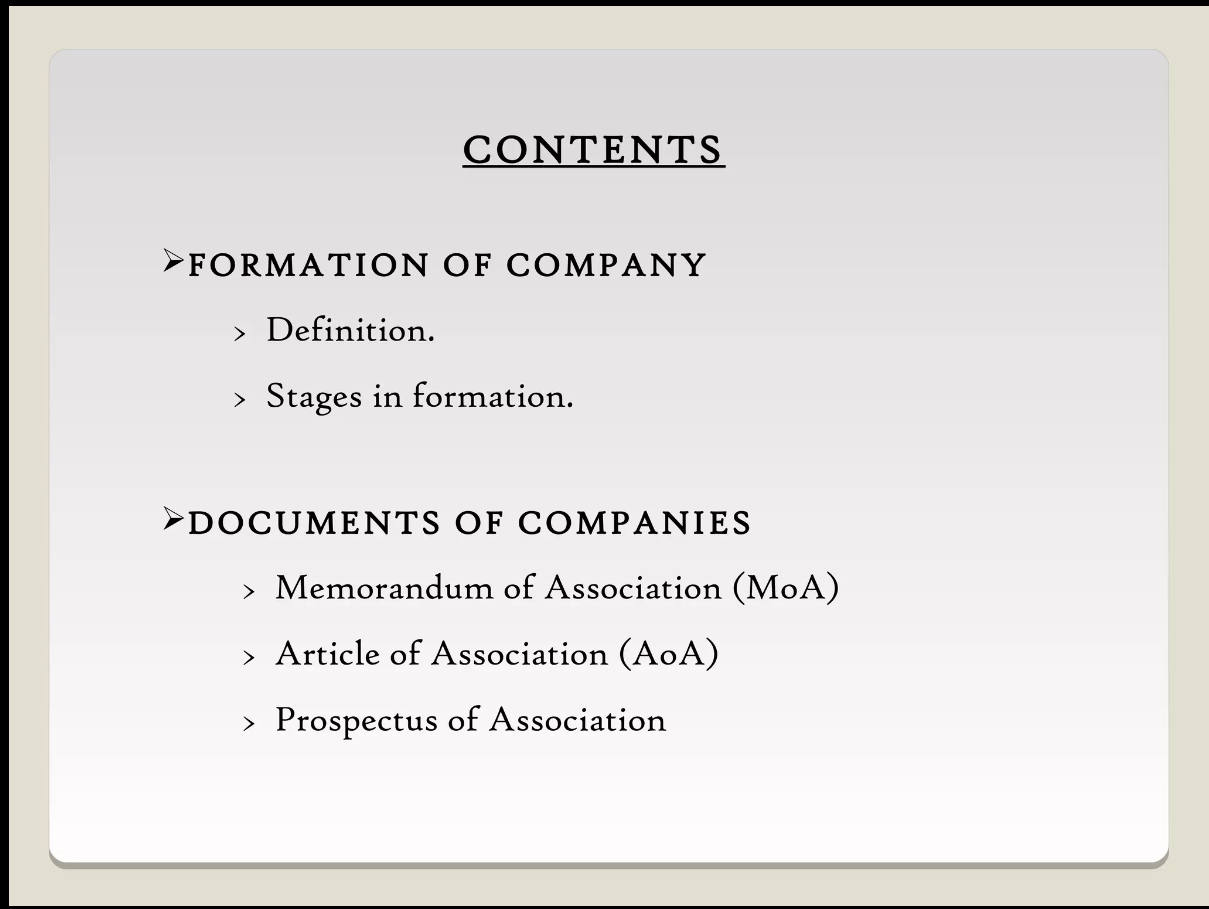 CONTENTS
➢FORMATION OF COMPANY
› Definition.
› Stages in formation.
➢DOCUMENTS OF COMPANIES
› Memorandum of Association (MoA)
› Article of Association (AoA)
› Prospectus of Association